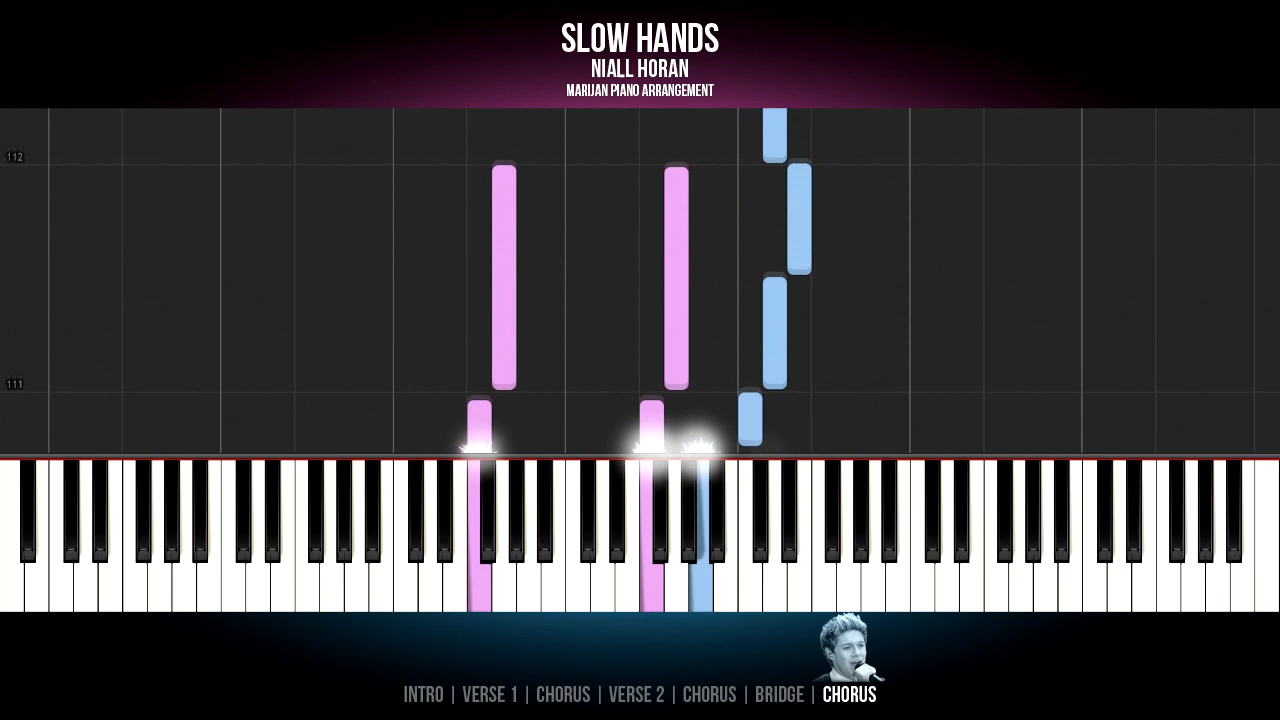 SLOW HANDS
NIALL HORAN
MARIJAN PIANO ARRANGEMENT
112
111
INTRO | VERSE 1 | CHORUS | VERSE 2 | CHORUS | BRIDGE | CHORUS